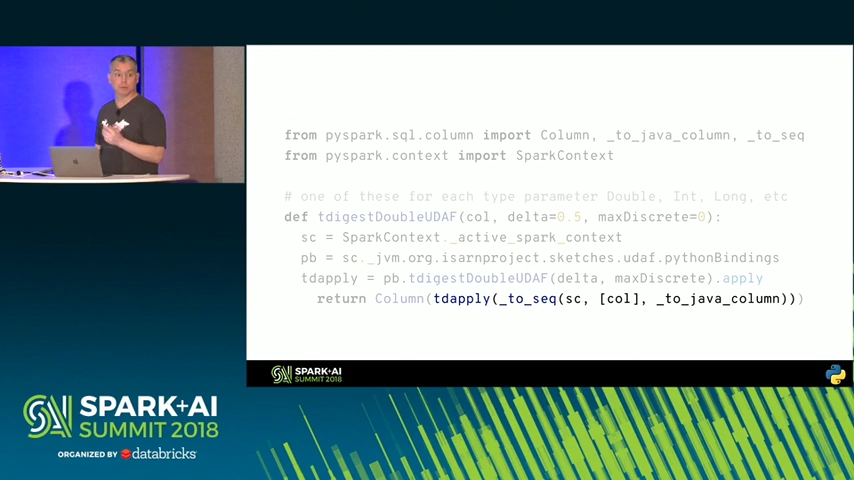 from pyspark.sql.column import Column, _to_java_column, _to_seq
from pyspark.context import SparkContext
# one of these for each type parameter Double, Int, Long, etc
def tdigestDoubleUDAF(col, delta=0.5, maxDiscrete=0):
sc = SparkContext._active_spark_context
pb = sc._jvm.org.isarnproject.sketches.udaf.pythonBindings
tdapply = pb.tdigestDoubleUDAF(delta, maxDiscrete).apply
return Column(tdapply(_to_seq(sc, [col], _to_java_column)))
SPARK+AI
SUMMIT 2018
SPARK+AI
SUMMIT 2018
ORGANIZED BY databricks